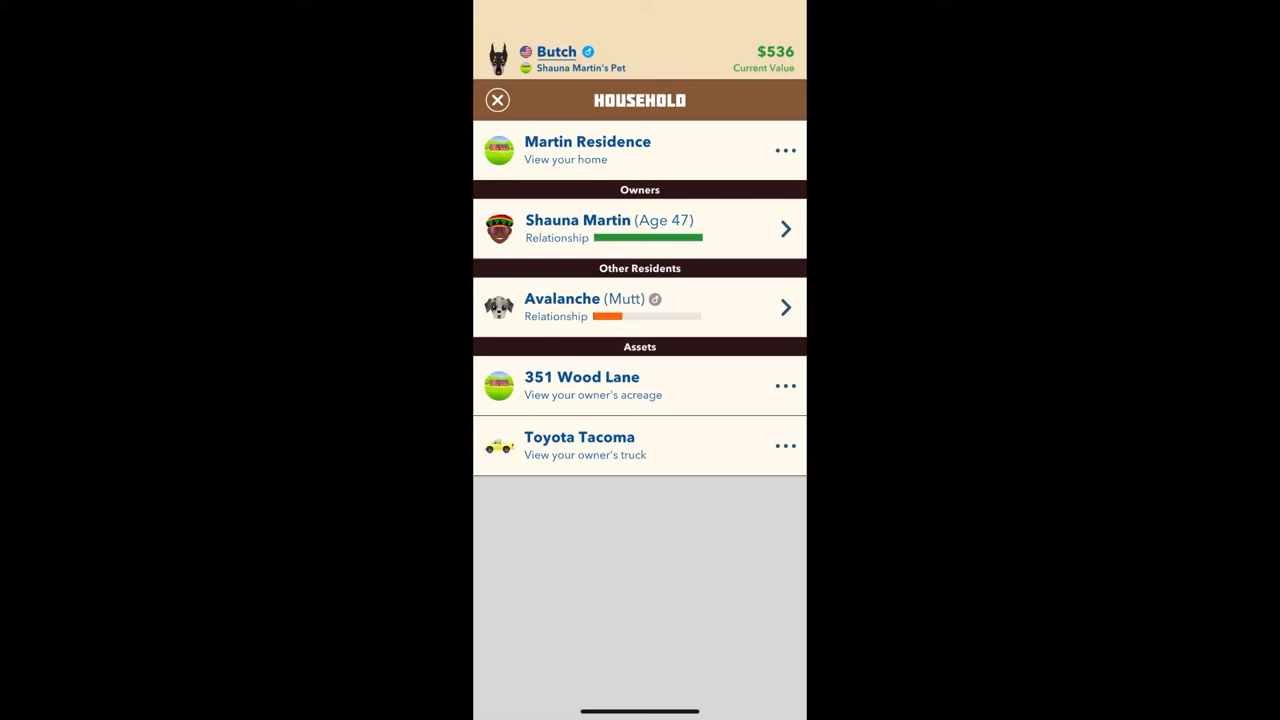 Butch
$536
Shauna Martin's Pet
Current Value
HOUSEHOLD
Martin Residence
View your home
Owners
Shauna Martin (Age 47)
Relationship
Other Residents
Avalanche (Mutt)
Relationship
Assets
351 Wood Lane
View your owner's acreage
Toyota Tacoma
View your owner's truck